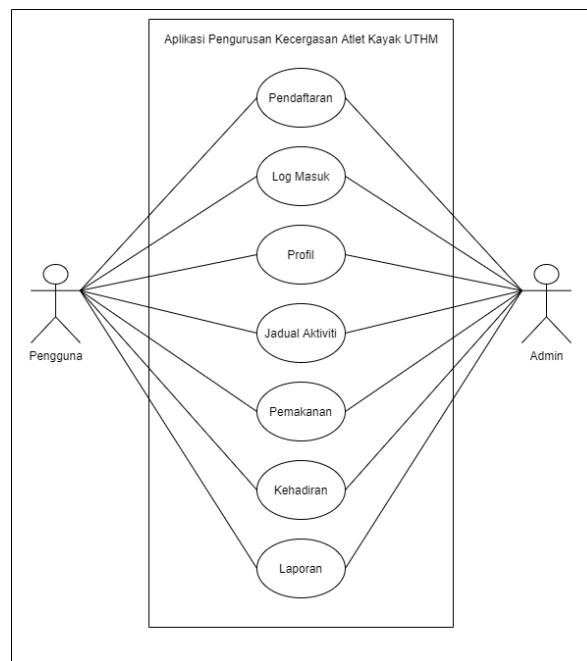 Aplikasi Pengurusan Kecergasan Atlet Kayak UTHM
Pendaftaran
Log Masuk
Profil
Jadual Aktiviti
Pengguna
Admin
Pemakanan
Kehadiran
Laporan